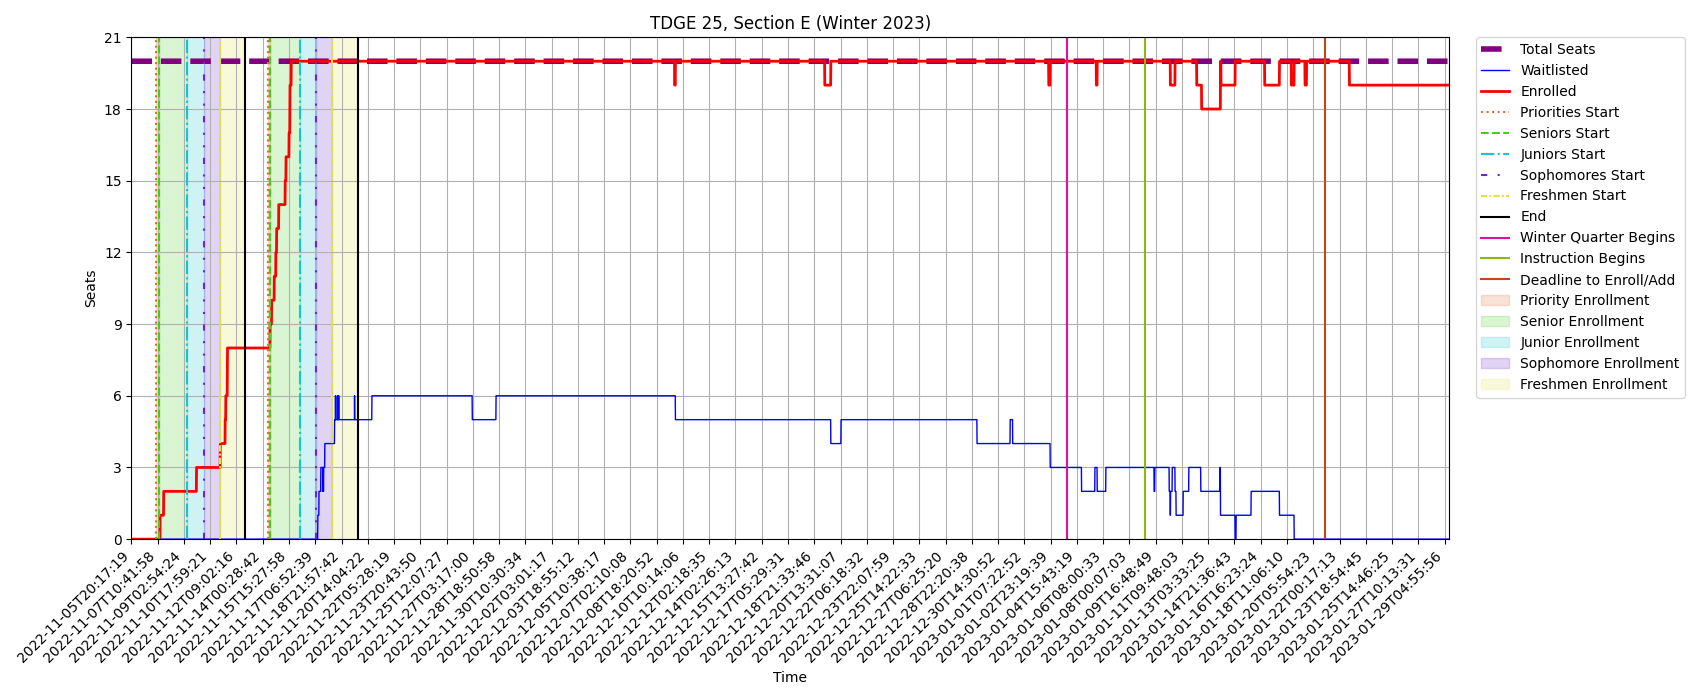 TDGE 25, Section E (Winter 2023)
21
18
15
12
9
6
3
0
Seats
2022-11-05T20:17:19
2022-11-07T10:41:58
2022-11-09T02:54:24
2022-11-10T17:59:21
2022-11-12T09:02:16
2022-11-14T00:28:42
2022-11-15T15:27:58
2022-11-17T06:52:39
2022-11-18T21:57:42
2022-11-20T14:04:22
2022-11-22T05:28:19
2022-11-23T20:43:50
2022-11-25T12:07:27
2022-11-27T03:17:00
2022-11-28T18:50:58
2022-11-30T10:30:34
2022-12-02T03:01:17
2022-12-03T18:55:12
2022-12-05T10:38:17
2022-12-07T02:10:08
2022-12-08T18:20:52
2022-12-10T10:14:06
2022-12-12T02:18:35
2022-12-14T02:26:13
2022-12-15T13:27:42
2022-12-17T05:29:31
2022-12-18T21:33:46
2022-12-20T13:31:07
2022-12-22T06:18:32
2022-12-23T22:07:59
2022-12-25T14:22:33
2022-12-27T06:25:20
2022-12-28T22:20:38
2022-12-30T14:30:52
2023-01-01T07:22:52
2023-01-02T23:19:39
2023-01-04T15:43:19
2023-01-06T08:00:33
2023-01-08T00:07:03
2023-01-09T16:48:49
2023-01-11T09:48:03
2023-01-13T03:33:25
2023-01-14T21:36:43
2023-01-16T16:23:24
2023-01-18T11:06:10
2023-01-20T05:54:23
2023-01-22T00:17:13
2023-01-23T18:54:45
2023-01-25T14:46:25
2023-01-27T10:13:31
2023-01-29T04:55:56
Time
Total Seats
Waitlisted
Enrolled
Priorities Start
Seniors Start
Juniors Start
Sophomores Start
Freshmen Start
End
Winter Quarter Begins
Instruction Begins
Deadline to Enroll/Add
Priority Enrollment
Senior Enrollment
Junior Enrollment
Sophomore Enrollment
Freshmen Enrollment